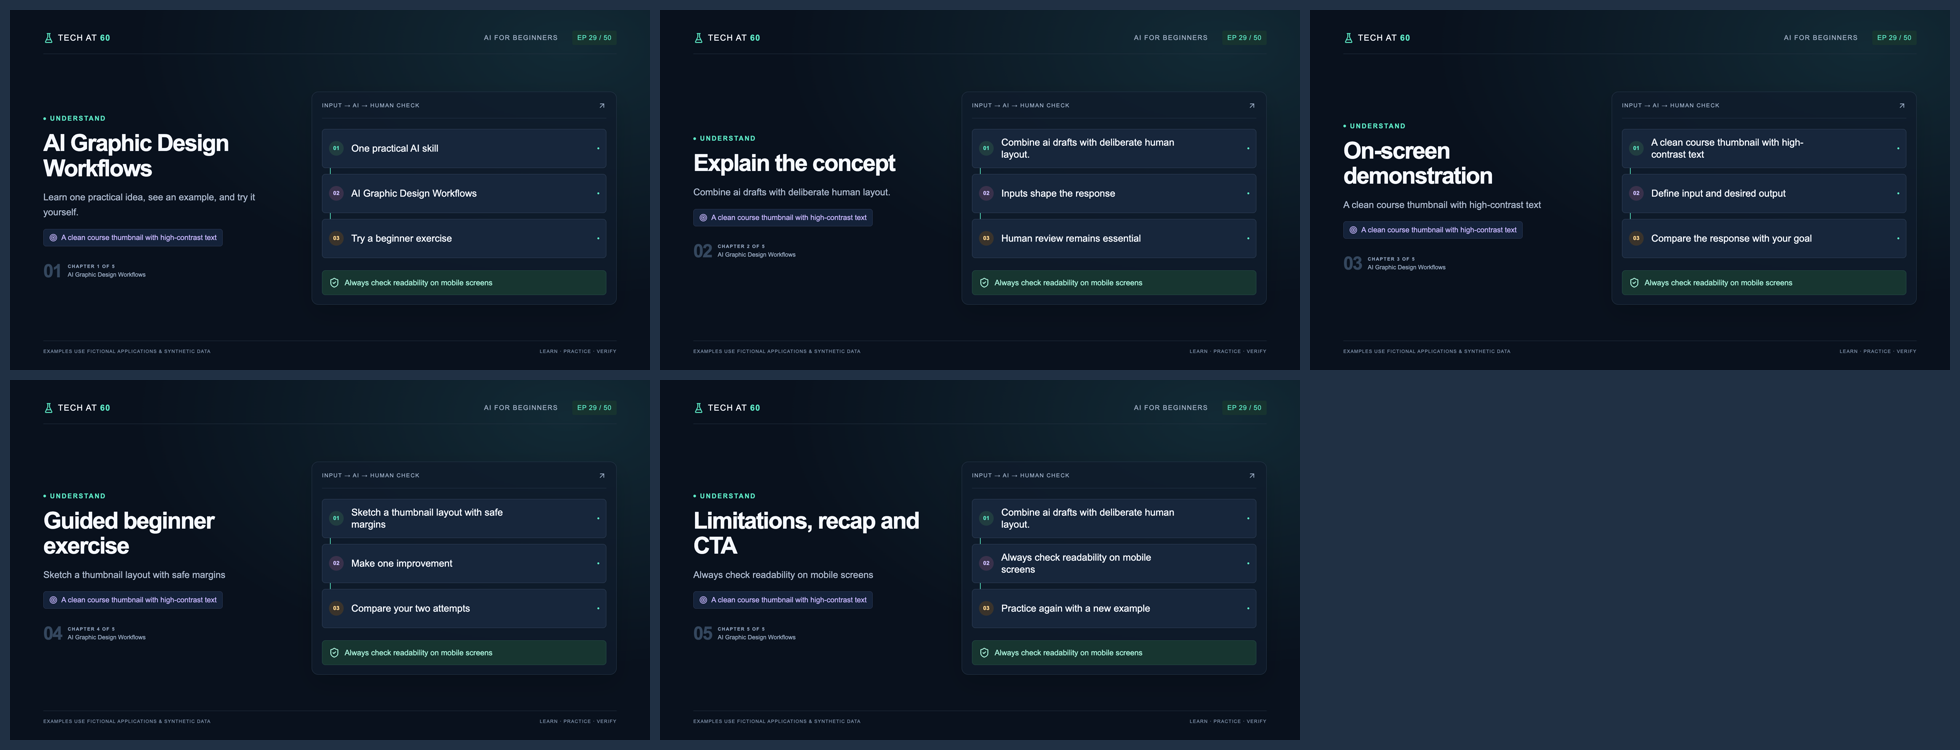 TECH AT 60
AI FOR BEGINNERS
EP 29 / 50
UNDERSTAND
AI Graphic Design
Workflows
Learn one practical idea, see an example, and try it
yourself.
A clean course thumbnail with high-contrast text
01
CHAPTER 1 OF 5
AI Graphic Design Workflows
INPUT → AI → HUMAN CHECK
01 One practical AI skill
02 AI Graphic Design Workflows
03 Try a beginner exercise
Always check readability on mobile screens
EXAMPLES USE FICTIONAL APPLICATIONS & SYNTHETIC DATA
LEARN · PRACTICE · VERIFY
TECH AT 60
AI FOR BEGINNERS
EP 29 / 50
UNDERSTAND
Explain the concept
Combine ai drafts with deliberate human layout.
A clean course thumbnail with high-contrast text
02
CHAPTER 2 OF 5
AI Graphic Design Workflows
INPUT → AI → HUMAN CHECK
01 Combine ai drafts with deliberate human
layout.
02 Inputs shape the response
03 Human review remains essential
Always check readability on mobile screens
EXAMPLES USE FICTIONAL APPLICATIONS & SYNTHETIC DATA
LEARN · PRACTICE · VERIFY
TECH AT 60
AI FOR BEGINNERS
EP 29 / 50
UNDERSTAND
On-screen
demonstration
A clean course thumbnail with high-contrast text
A clean course thumbnail with high-contrast text
03
CHAPTER 3 OF 5
AI Graphic Design Workflows
INPUT → AI → HUMAN CHECK
01 A clean course thumbnail with high-
contrast text
02 Define input and desired output
03 Compare the response with your goal
Always check readability on mobile screens
EXAMPLES USE FICTIONAL APPLICATIONS & SYNTHETIC DATA
LEARN · PRACTICE · VERIFY
TECH AT 60
AI FOR BEGINNERS
EP 29 / 50
UNDERSTAND
Guided beginner
exercise
Sketch a thumbnail layout with safe margins
A clean course thumbnail with high-contrast text
04
CHAPTER 4 OF 5
AI Graphic Design Workflows
INPUT → AI → HUMAN CHECK
01 Sketch a thumbnail layout with safe
margins
02 Make one improvement
03 Compare your two attempts
Always check readability on mobile screens
EXAMPLES USE FICTIONAL APPLICATIONS & SYNTHETIC DATA
LEARN · PRACTICE · VERIFY
TECH AT 60
AI FOR BEGINNERS
EP 29 / 50
UNDERSTAND
Limitations, recap and
CTA
Always check readability on mobile screens
A clean course thumbnail with high-contrast text
05
CHAPTER 5 OF 5
AI Graphic Design Workflows
INPUT → AI → HUMAN CHECK
01 Combine ai drafts with deliberate human
layout.
02 Always check readability on mobile
screens
03 Practice again with a new example
Always check readability on mobile screens
EXAMPLES USE FICTIONAL APPLICATIONS & SYNTHETIC DATA
LEARN · PRACTICE · VERIFY